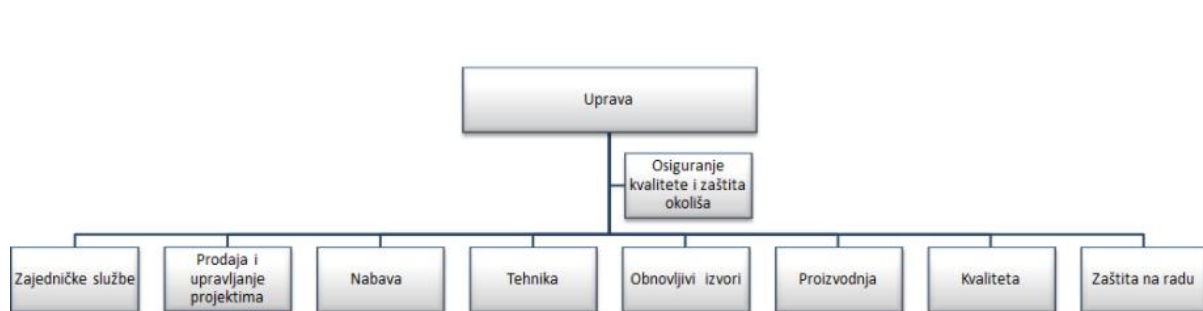 Uprava
Osiguranje
kvalitete i zaštita
okoliša
Zajedničke službe
Prodaja i
upravljanje
projektima
Nabava
Tehnika
Obnovljivi izvori
Proizvodnja
Kvaliteta
Zaštita na radu